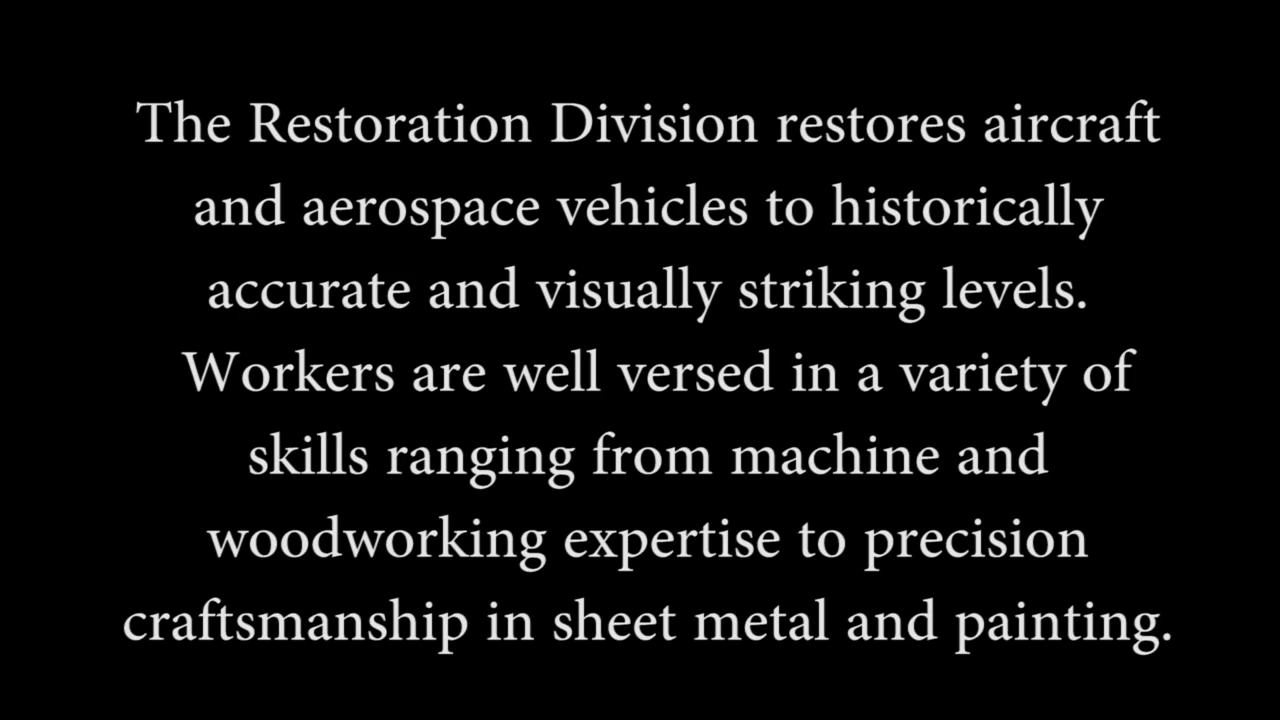 The Restoration Division restores aircraft
and aerospace vehicles to historically
accurate and visually striking levels.
Workers are well versed in a variety of
skills ranging from machine and
woodworking expertise to precision
craftsmanship in sheet metal and painting.